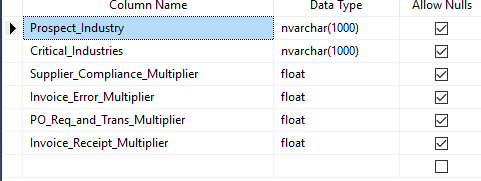 Column Name Data Type Allow Nulls
Prospect_Industry nvarchar(1000)
Critical_Industries nvarchar(1000)
Supplier_Compliance_Multiplier float
Invoice_Error_Multiplier float
PO_Req_and_Trans_Multiplier float
Invoice_Receipt_Multiplier float